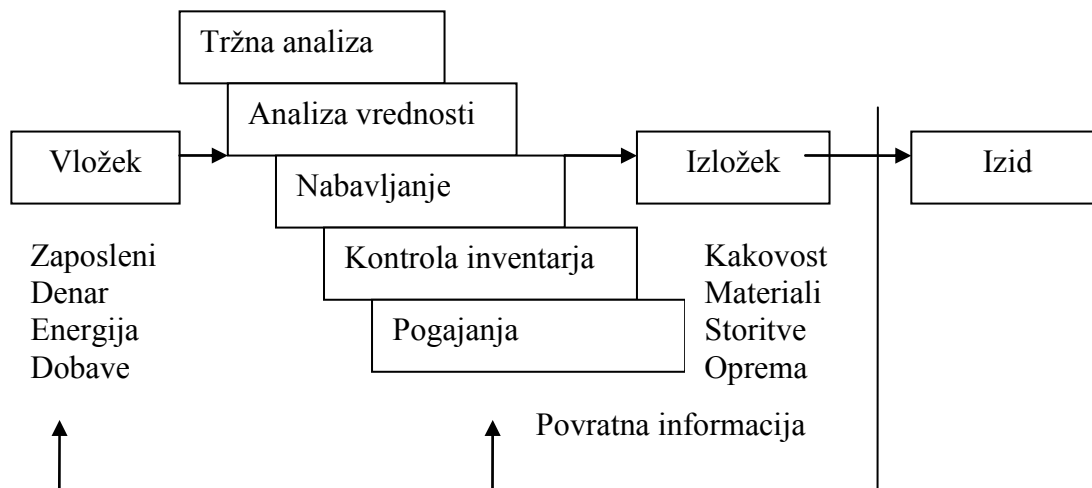 Tržna analiza
Analiza vrednosti
Vložek
Nabavljanje
Izložek
Izid
Kontrola inventarja
Pogajanja
Zaposleni
Denar
Energija
Dobave
Kakovost
Materiali
Storitve
Oprema
Povratna informacija